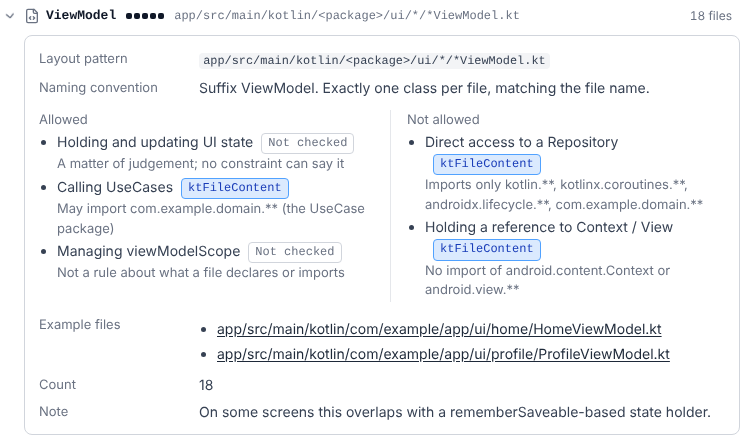 ViewModel ●●●●● app/src/main/kotlin/<package>/ui/*/*ViewModel.kt 18 files
Layout pattern app/src/main/kotlin/<package>/ui/*/*ViewModel.kt
Naming convention Suffix ViewModel. Exactly one class per file, matching the file name.
Allowed
• Holding and updating UI state Not checked
A matter of judgement; no constraint can say it
• Calling UseCases ktFileContent
May import com.example.domain.** (the UseCase
package)
• Managing viewModelScope Not checked
Not a rule about what a file declares or imports
Not allowed
• Direct access to a Repository
ktFileContent
Imports only kotlin.**, kotlinx.coroutines.**,
androidx.lifecycle.**, com.example.domain.**
• Holding a reference to Context / View
ktFileContent
No import of android.content.Context or
android.view.**
Example files • app/src/main/kotlin/com/example/app/ui/home/HomeViewModel.kt
• app/src/main/kotlin/com/example/app/ui/profile/ProfileViewModel.kt
Count 18
Note On some screens this overlaps with a rememberSaveable-based state holder.